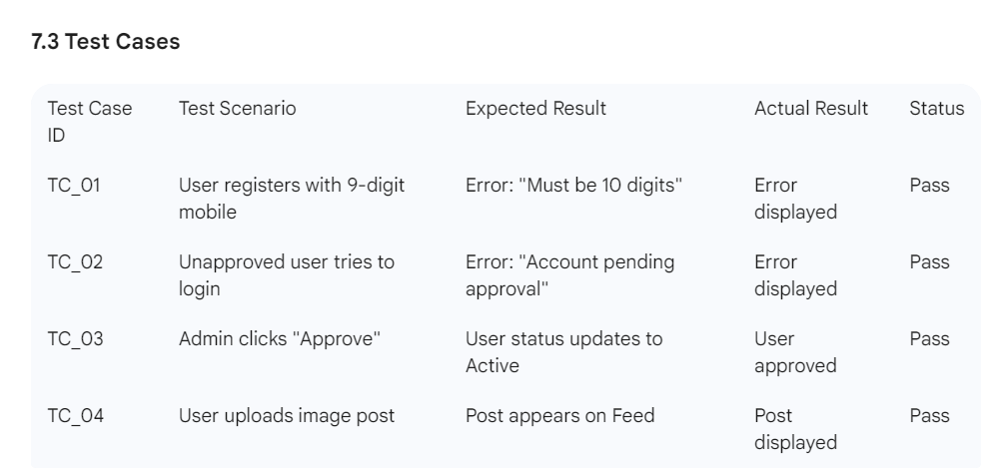 7.3 Test Cases
Test Case ID	Test Scenario	Expected Result	Actual Result	Status
TC_01	User registers with 9-digit mobile	Error: "Must be 10 digits"	Error displayed	Pass
TC_02	Unapproved user tries to login	Error: "Account pending approval"	Error displayed	Pass
TC_03	Admin clicks "Approve"	User status updates to Active	User approved	Pass
TC_04	User uploads image post	Post appears on Feed	Post displayed	Pass